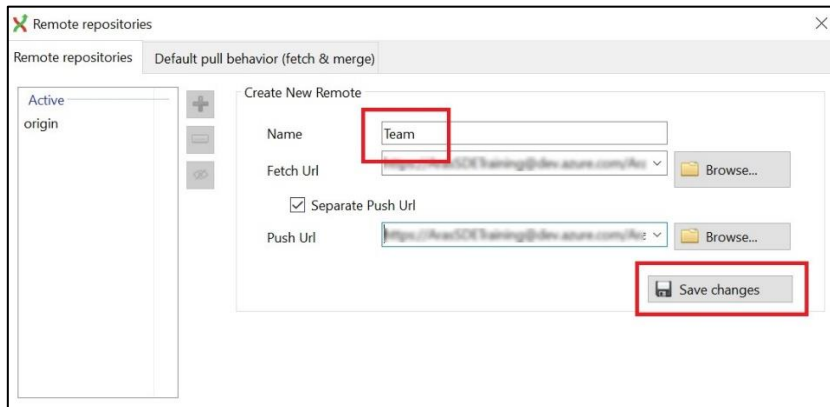 Remote repositories
Remote repositories Default pull behavior (fetch & merge)
Active
origin
Create New Remote
Name Team
Fetch Url Browse...
Separate Push Url
Push Url Browse...
Save changes